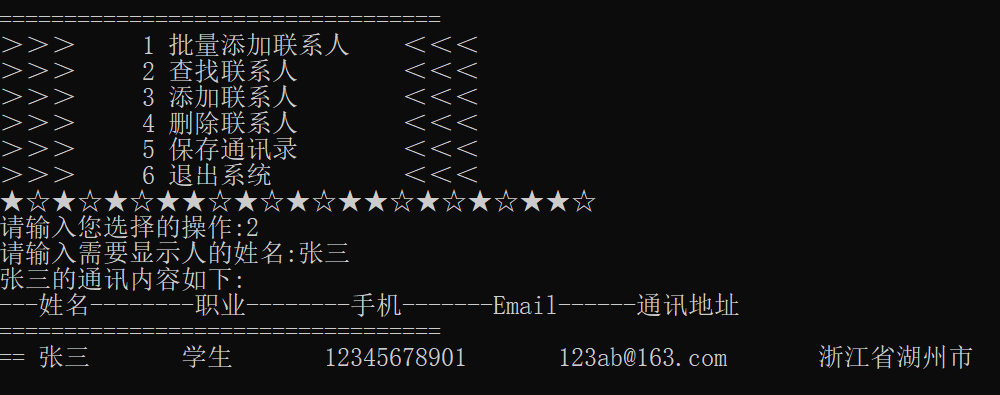 ==================================
＞＞＞     1 批量添加联系人    ＜＜＜
＞＞＞     2 查找联系人        ＜＜＜
＞＞＞     3 添加联系人        ＜＜＜
＞＞＞     4 删除联系人        ＜＜＜
＞＞＞     5 保存通讯录        ＜＜＜
＞＞＞     6 退出系统          ＜＜＜
★☆★☆★☆★★☆★☆★☆★★☆★☆★☆★★☆
请输入您选择的操作:2
请输入需要显示人的姓名:张三
张三的通讯内容如下:
---姓名--------职业--------手机-------Email------通讯地址
==================================
== 张三       学生       12345678901       123ab@163.com       浙江省湖州市